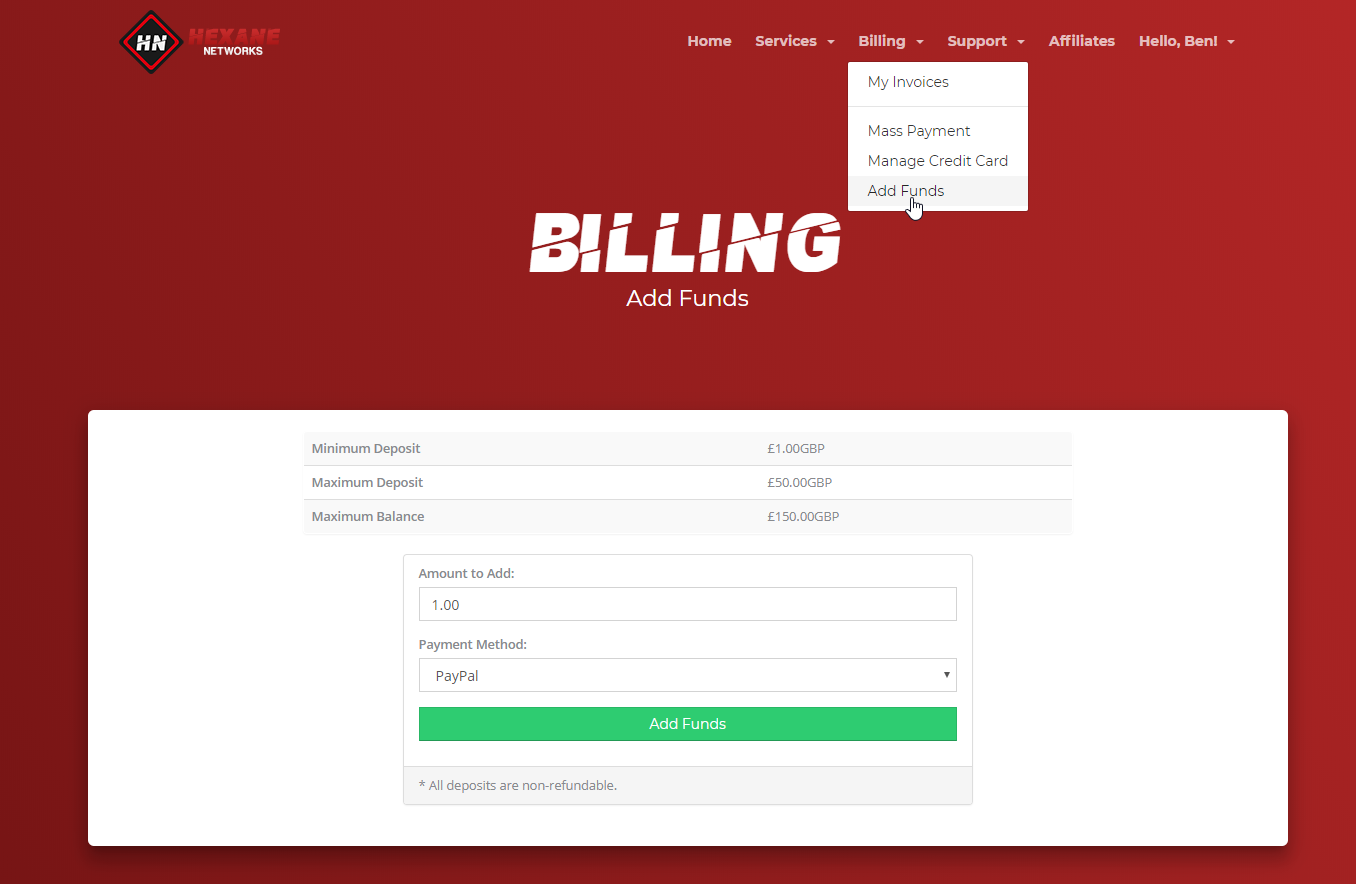 HN HEXANE
NETWORKS
Home Services Billing Support Affiliates Hello, Ben!
My Invoices
Mass Payment
Manage Credit Card
Add Funds
BILLING
Add Funds
Minimum Deposit £1.00GBP
Maximum Deposit £50.00GBP
Maximum Balance £150.00GBP
Amount to Add:
1.00
Payment Method:
PayPal
Add Funds
* All deposits are non-refundable.